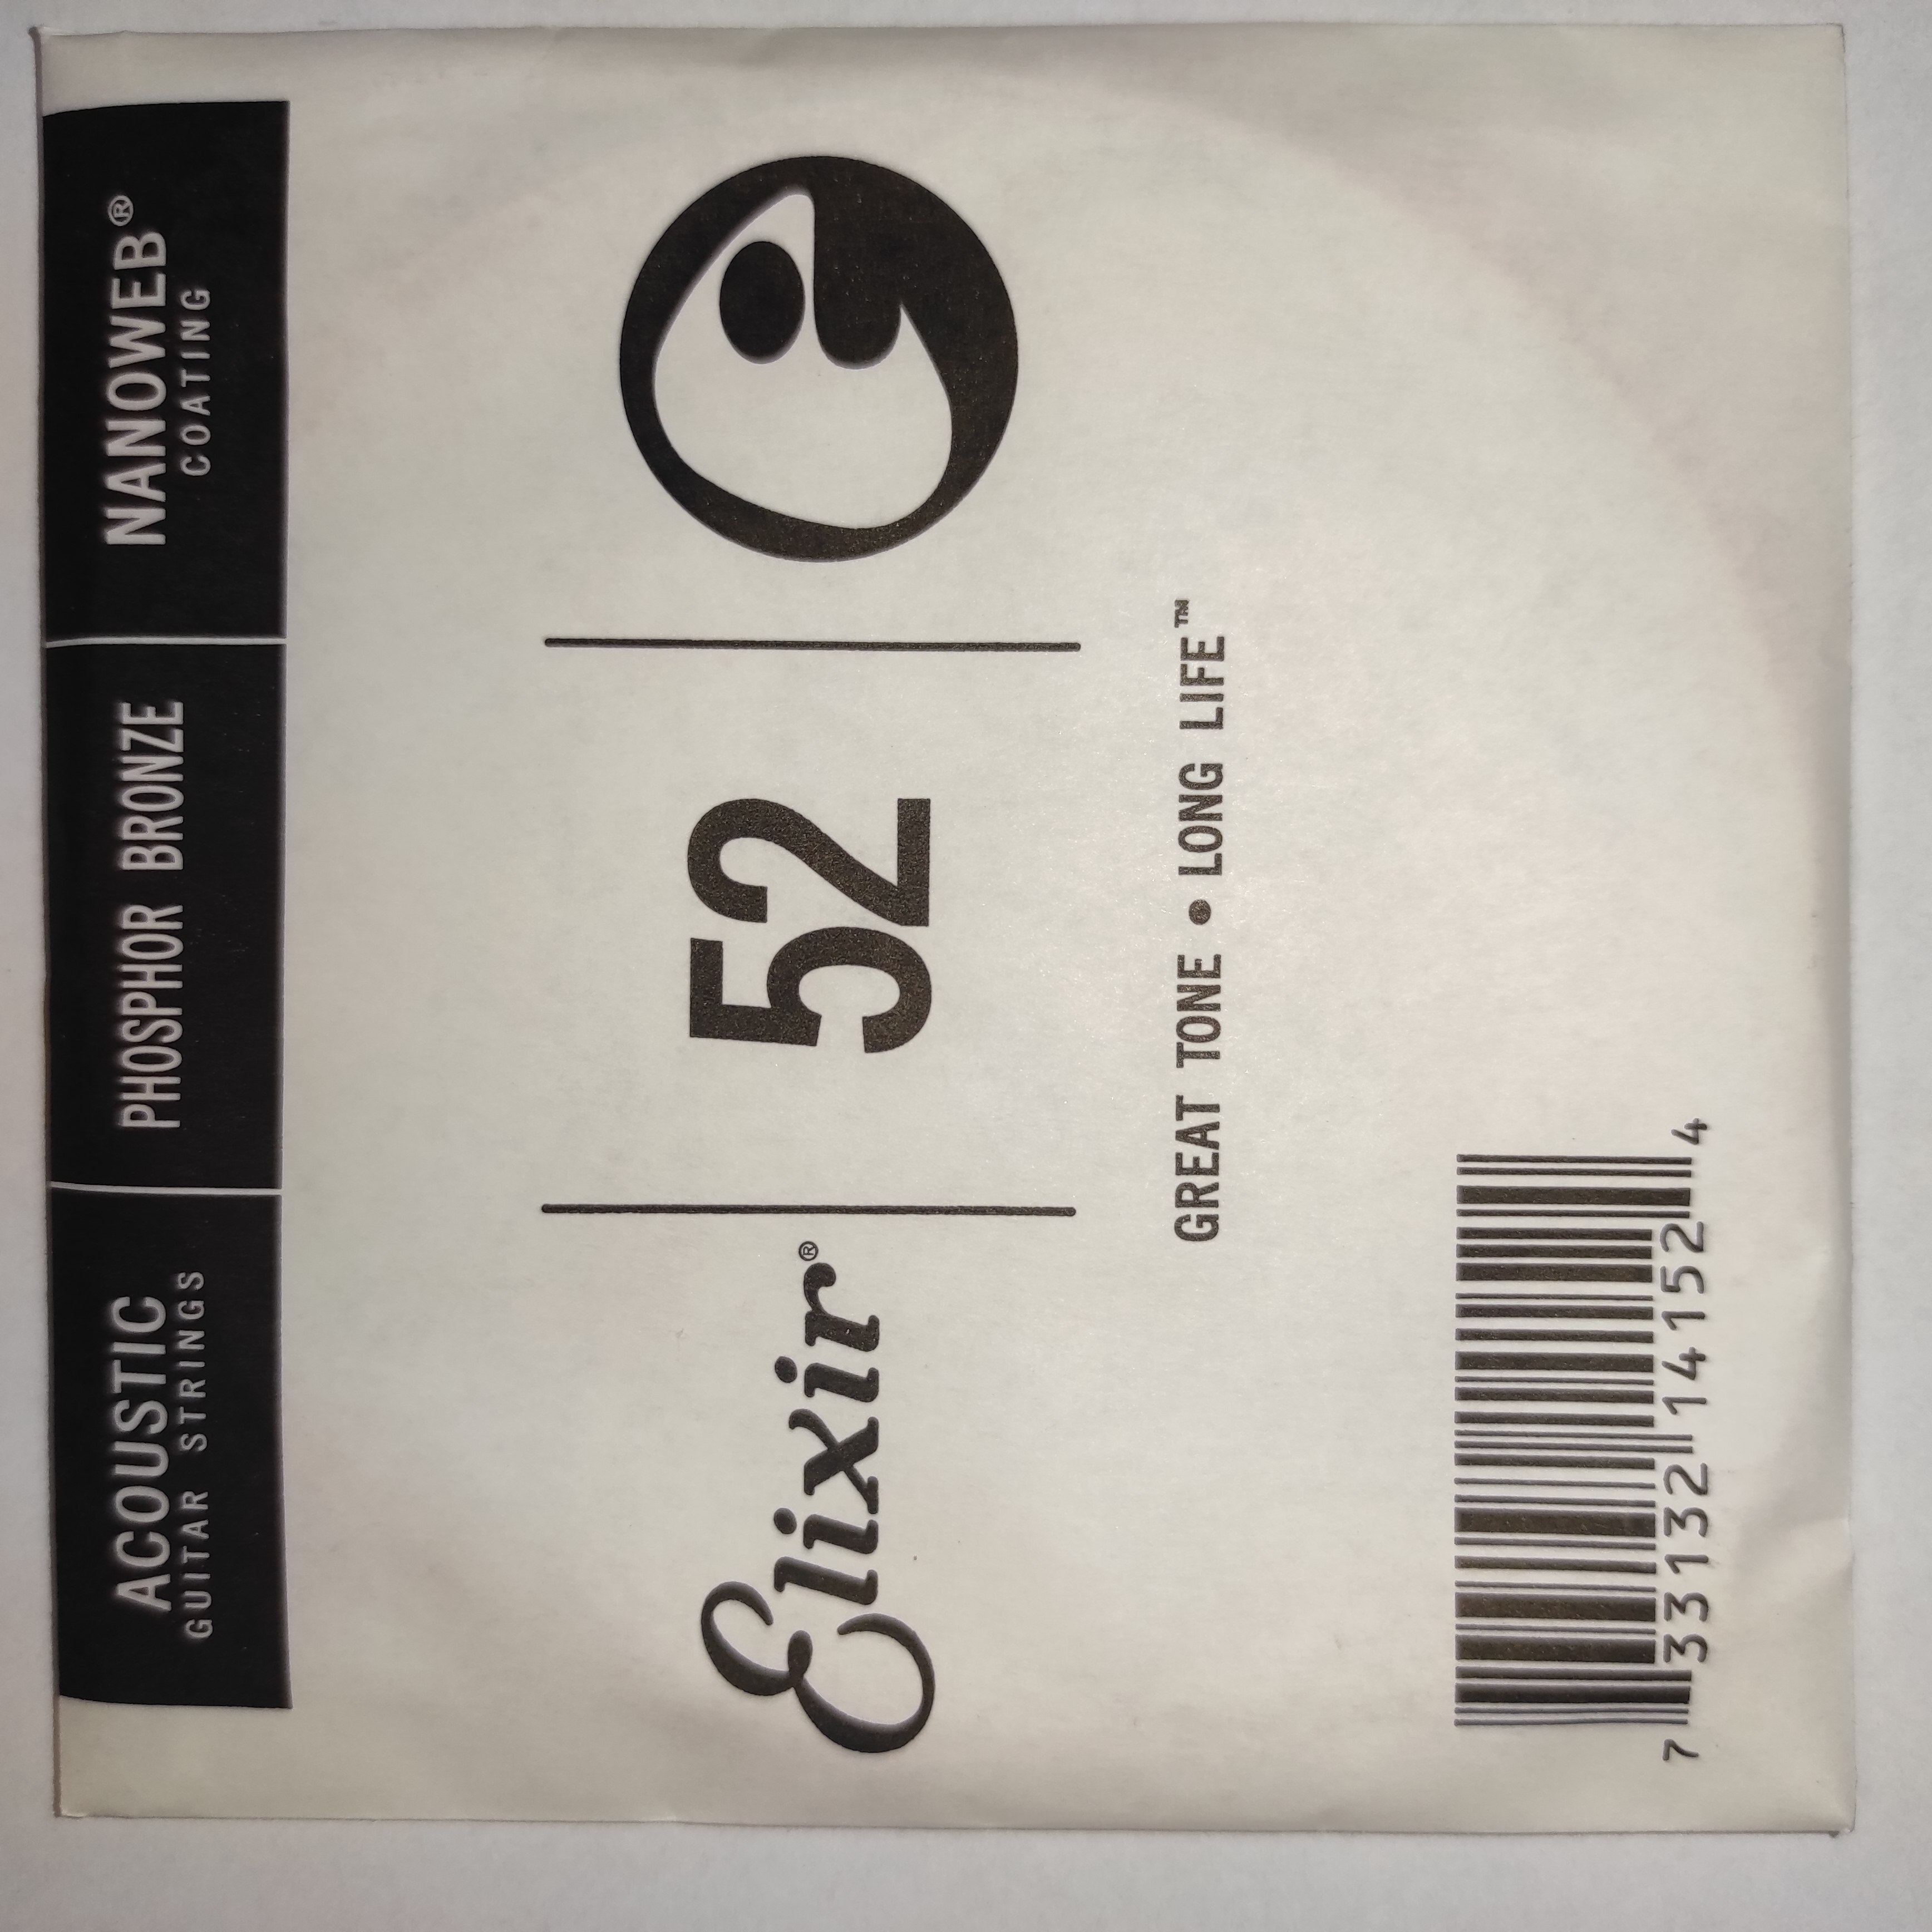 ACOUSTIC
GUITAR STRINGS
PHOSPHOR BRONZE
NANOWEB®
COATING
Elixir®
52
GREAT TONE • LONG LIFE™
7 33132 14152 4